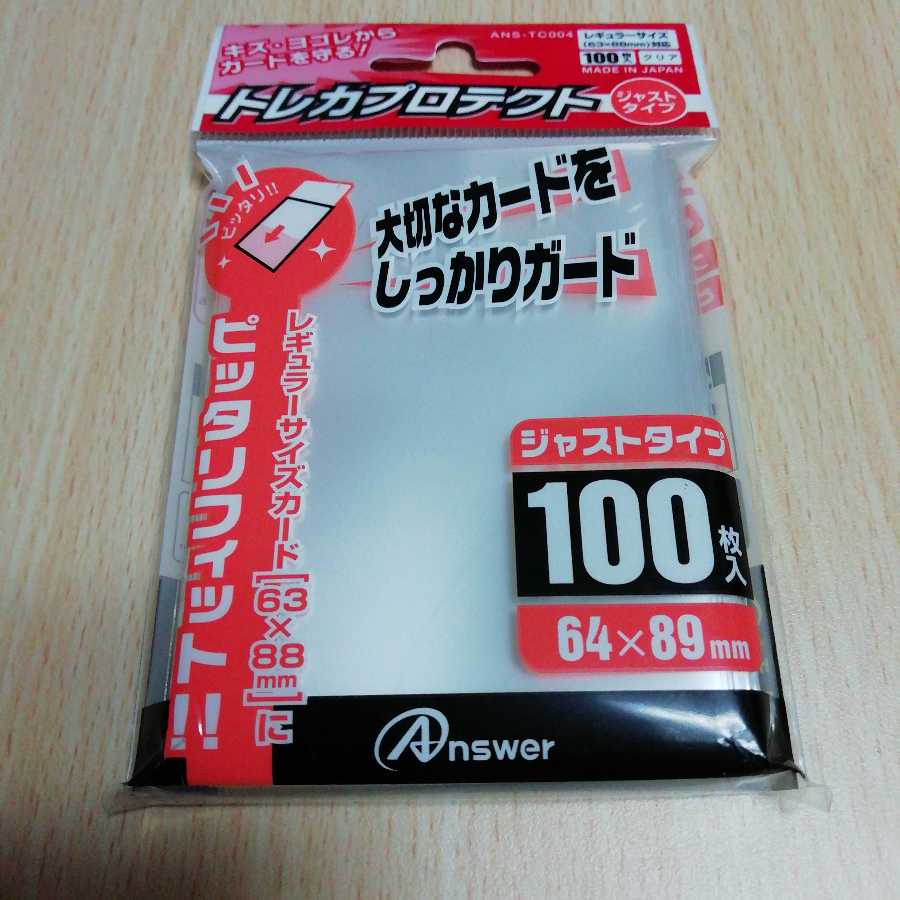 キズ・ヨゴレから
カードを守る!
ANS-TC004
レギュラーサイズ
(63×88mm)対応
100枚入 クリア
MADE IN JAPAN
トレカプロテクト
ジャスト
タイプ
ピッタリ!!
大切なカードを
しっかりガード
レギュラーサイズカード[63×88mm]に
ピッタリフィット!!
ジャストタイプ
100枚入
64×89mm
Answer